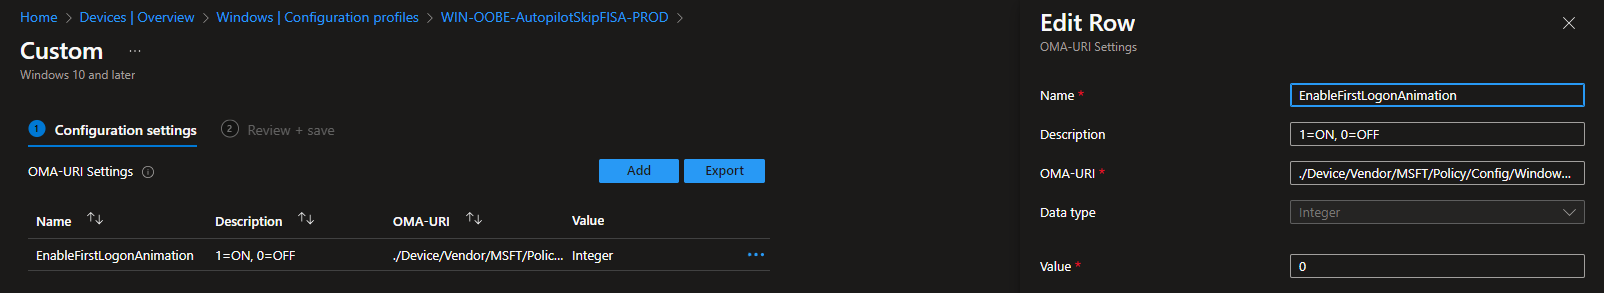 Home > Devices | Overview > Windows | Configuration profiles > WIN-OOBE-AutopilotSkipFISA-PROD >
Custom ...
Windows 10 and later
1 Configuration settings 2 Review + save
OMA-URI Settings
Add Export
Name Description OMA-URI Value
EnableFirstLogonAnimation 1=ON, 0=OFF ./Device/Vendor/MSFT/Polic... Integer ...
Edit Row
OMA-URI Settings
Name * EnableFirstLogonAnimation
Description 1=ON, 0=OFF
OMA-URI * ./Device/Vendor/MSFT/Policy/Config/Window...
Data type Integer
Value * 0